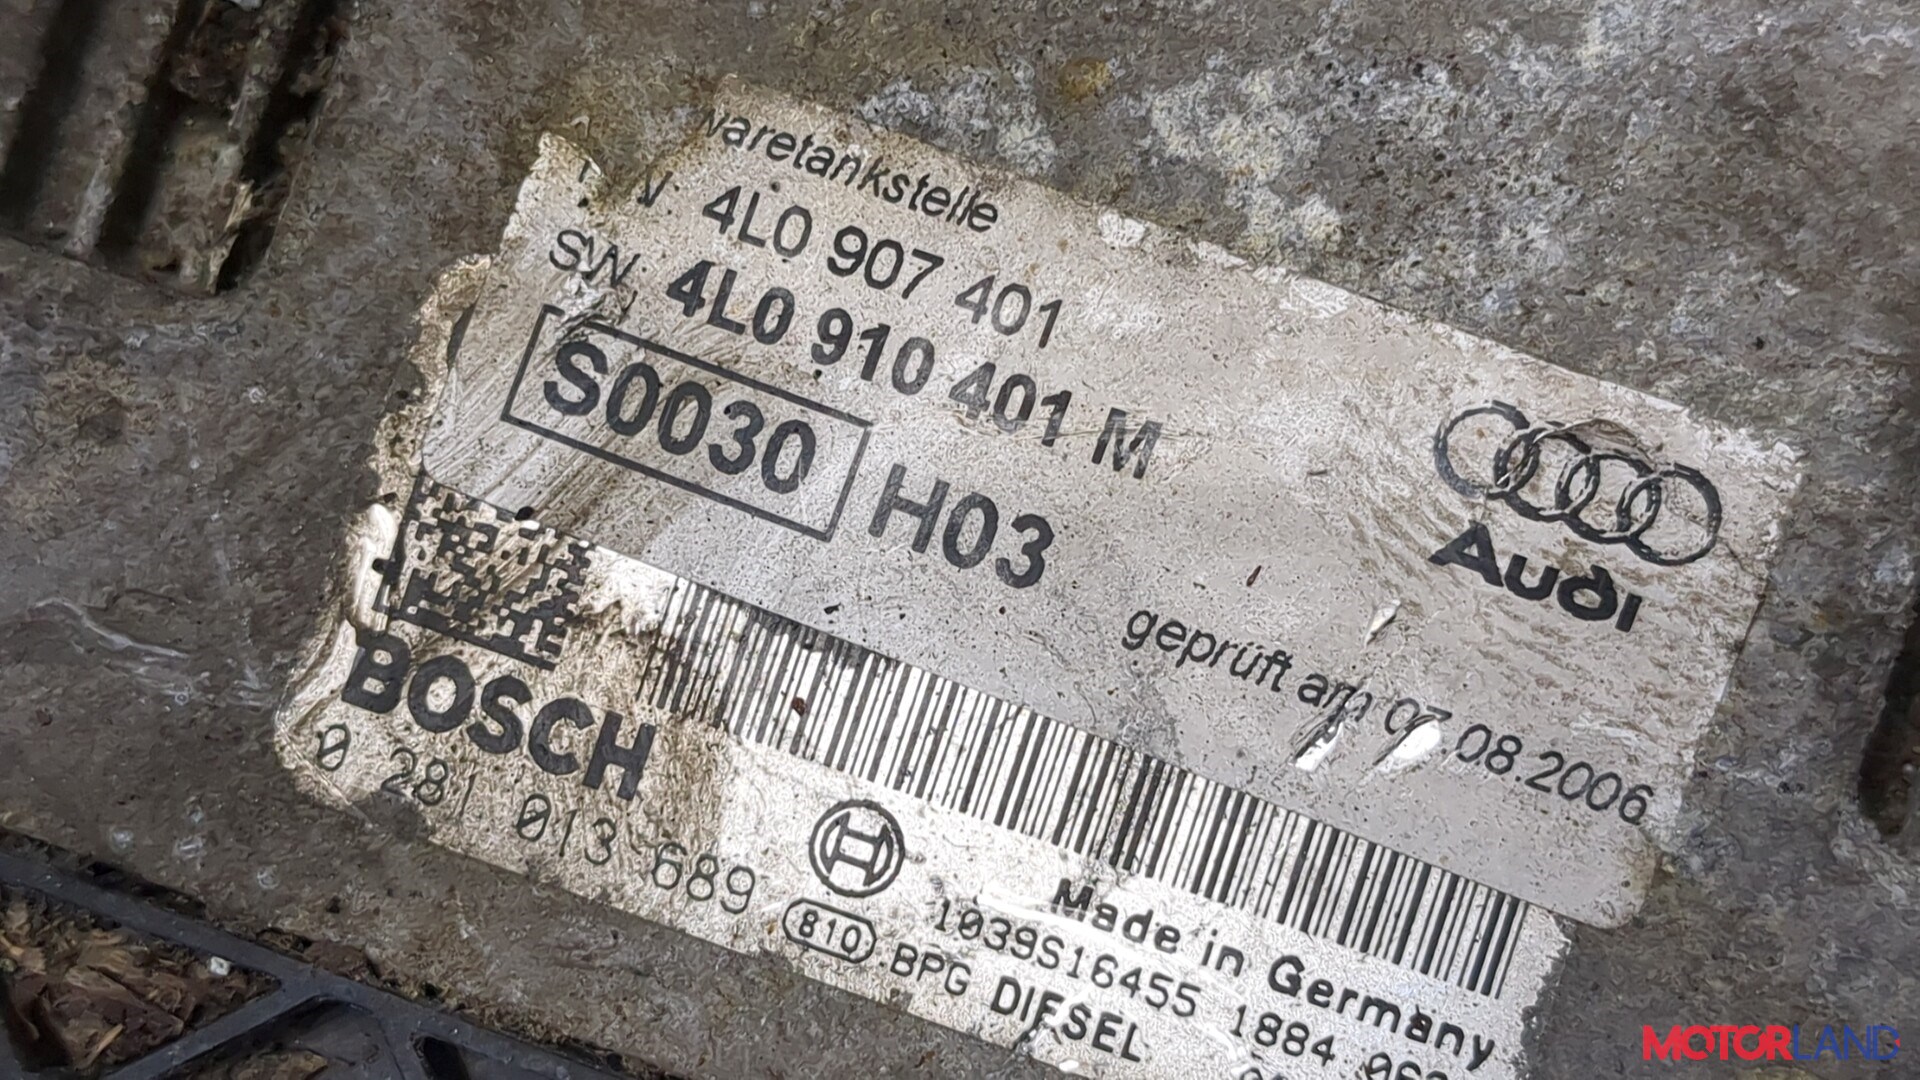 waretankstelle
4L0 907 401
SW: 4L0 910 401 M
S0030 H03
Audi
geprüft am 07.08.2006
BOSCH
0 281 013 689
Made in Germany
1039S16455 1884
810 BPG DIESEL
MOTORLAND